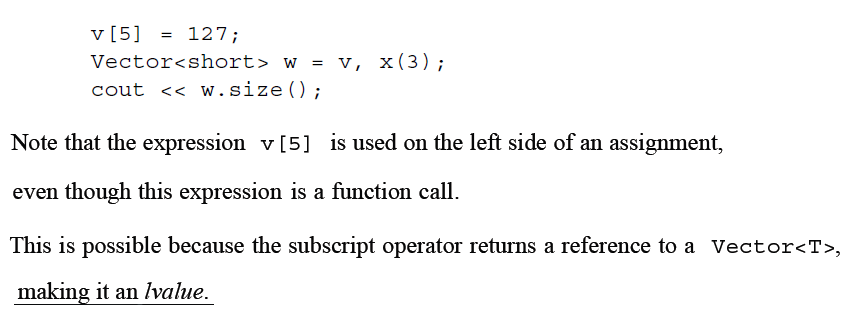 v[5] = 127;
Vector<short> w = v, x(3);
cout << w.size();
Note that the expression v[5] is used on the left side of an assignment,
even though this expression is a function call.
This is possible because the subscript operator returns a reference to a Vector<T>,
making it an lvalue.